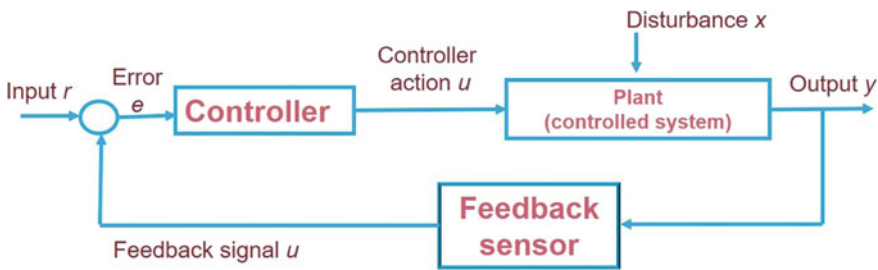 Disturbance x
Controller
action u
Error
e
Input r
Controller
Plant
(controlled system)
Output y
Feedback
sensor
Feedback signal u